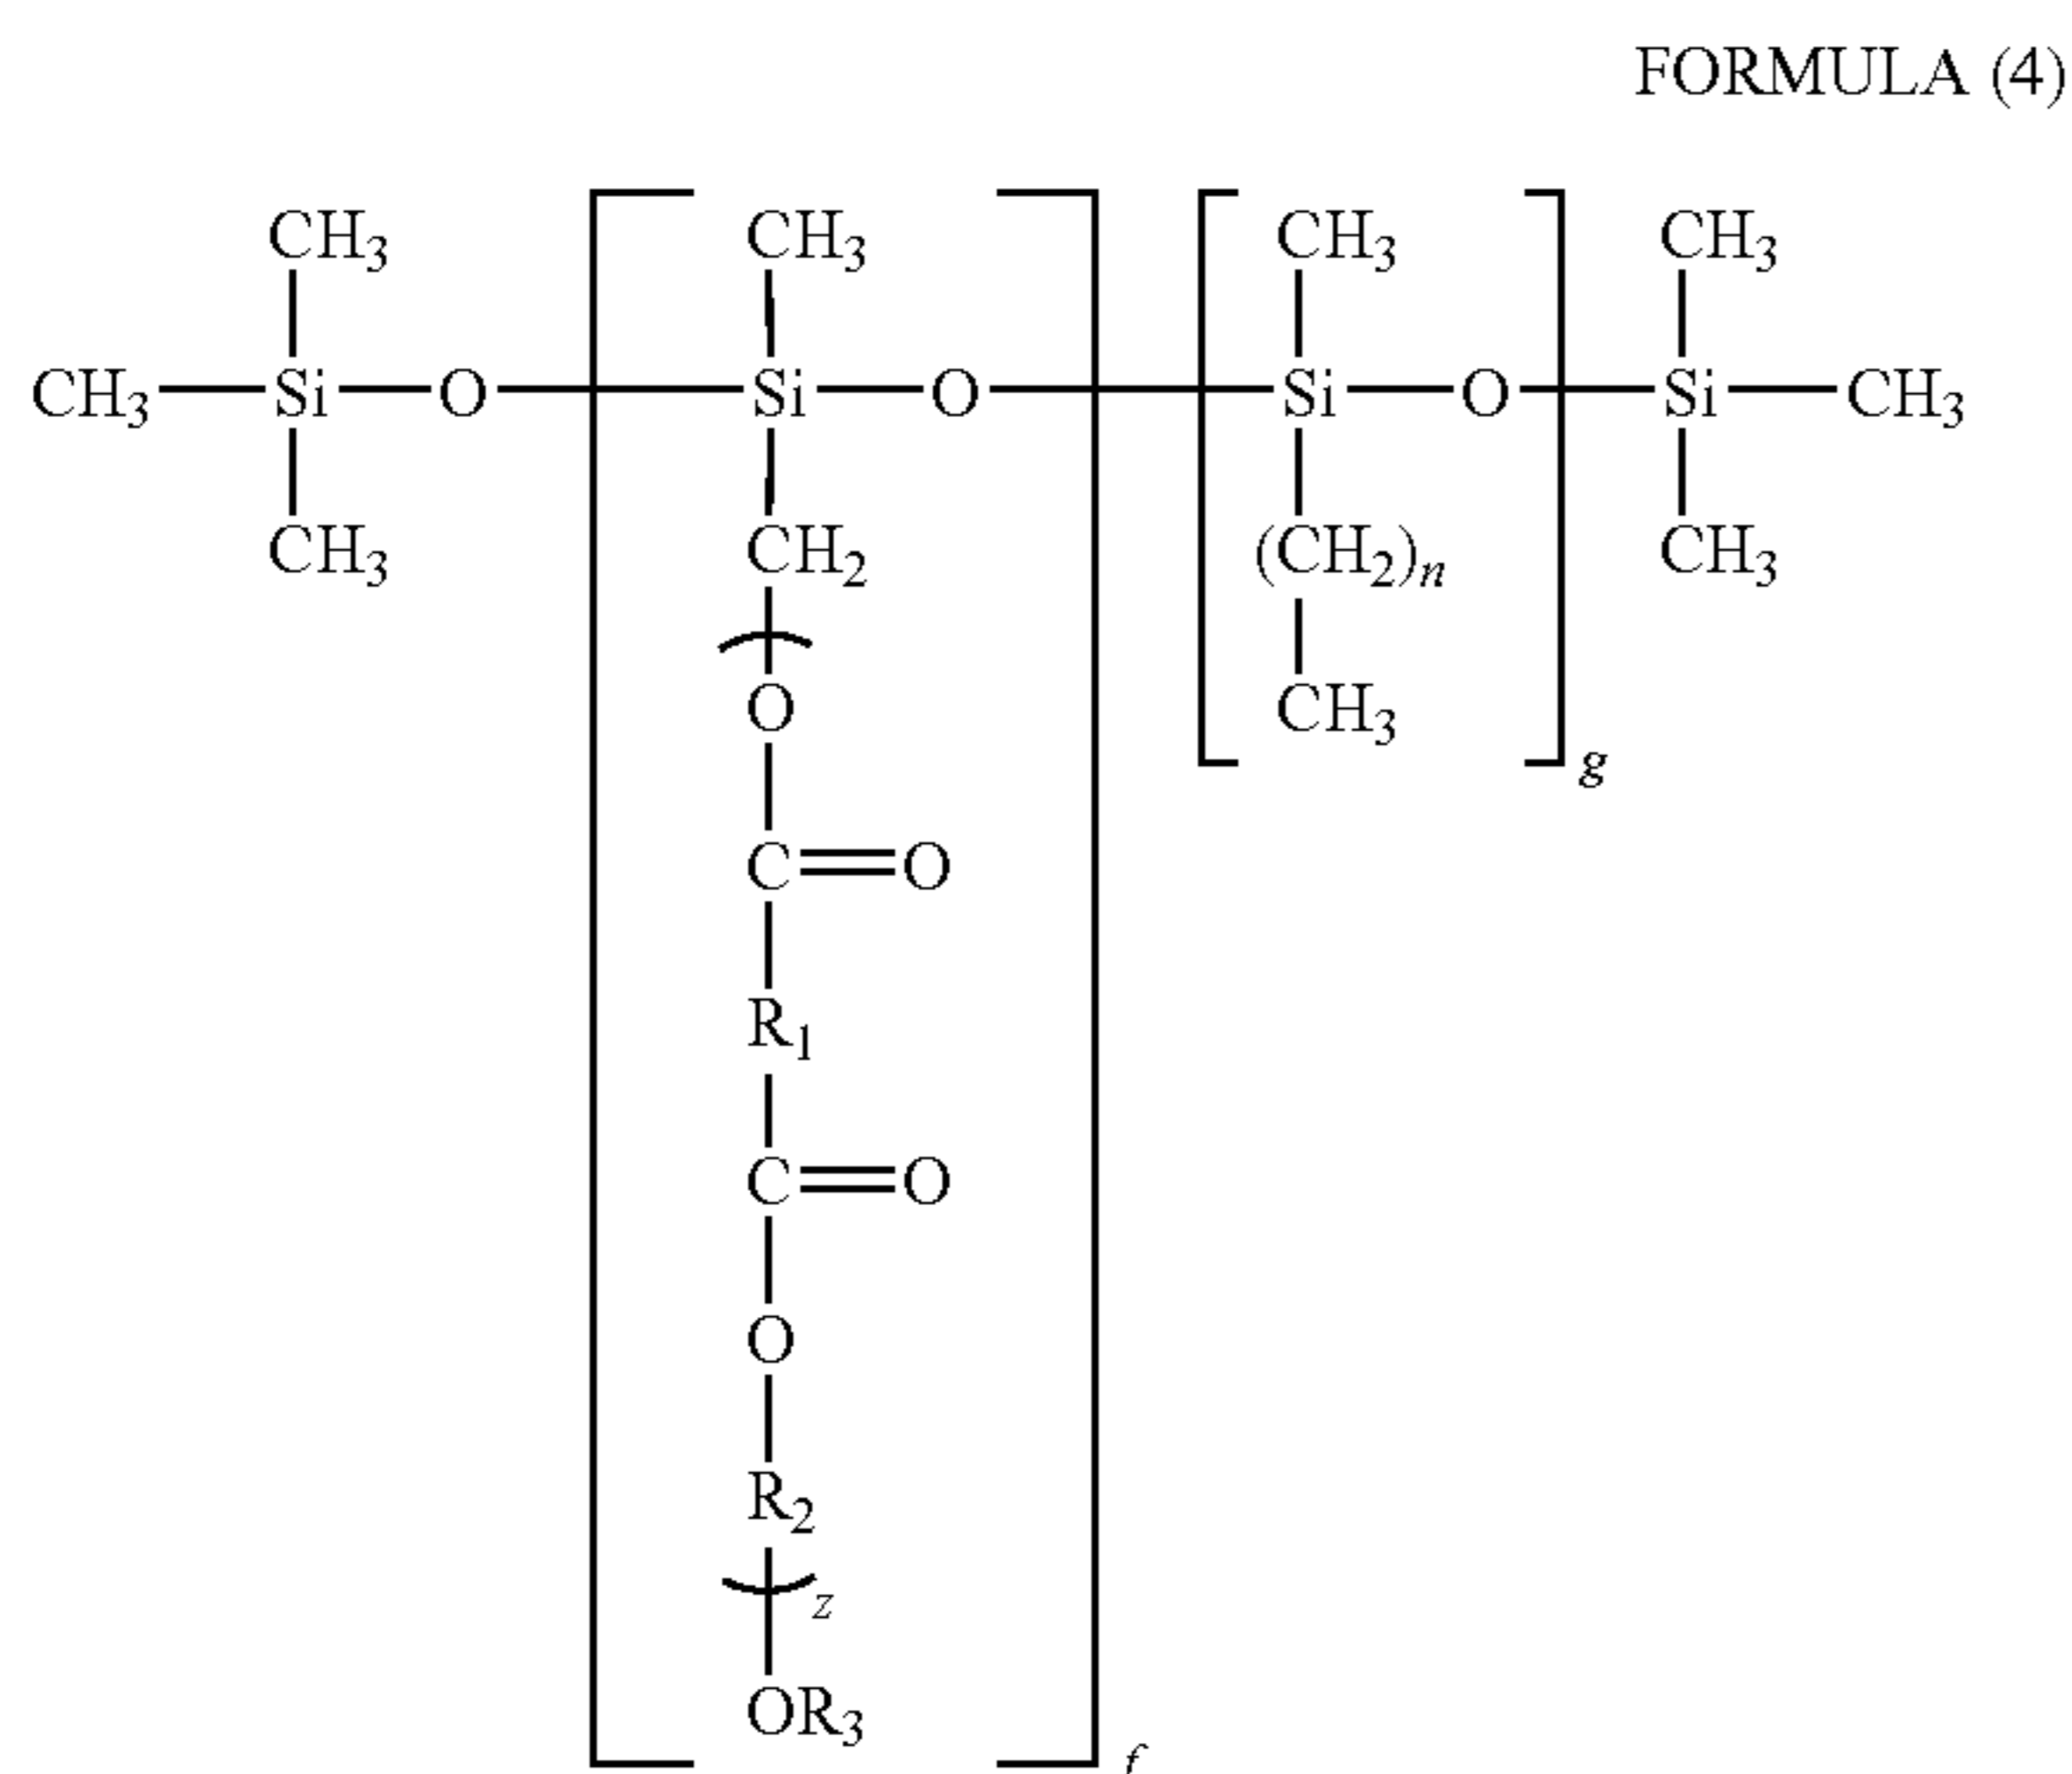 FORMULA (4)
CH3 CH3 CH3 CH3
CH3 Si O Si O Si O Si CH3
CH3 CH2 (CH2)n CH3
O CH3
g
C O
R1
C O
O
R2
z
OR3
f